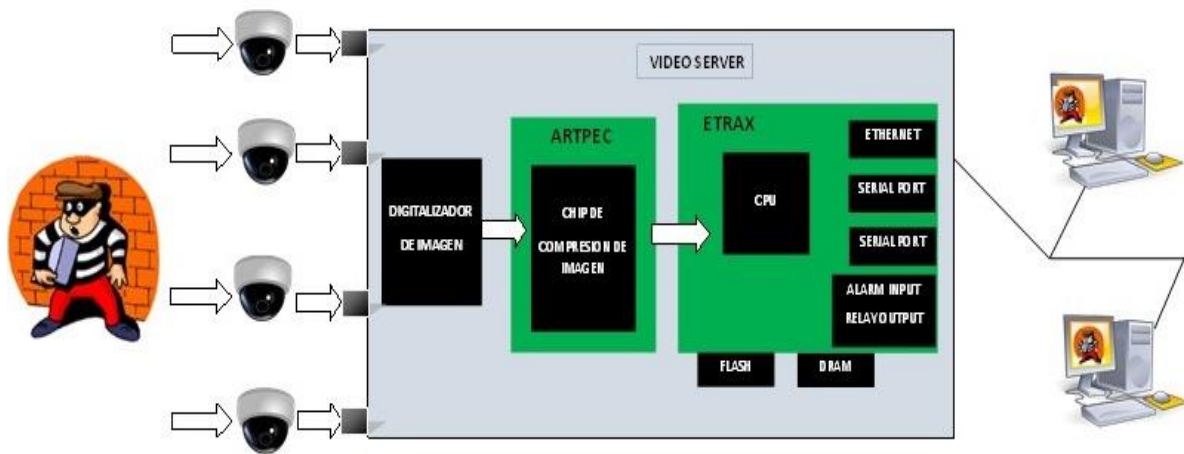 VIDEO SERVER
ARTPEC
ETRAX
DIGITALIZADOR
DE IMAGEN
CHIP DE
COMPRESION DE
IMAGEN
CPU
ETHERNET
SERIAL PORT
SERIAL PORT
ALARM INPUT
RELAY OUTPUT
FLASH
DRAM